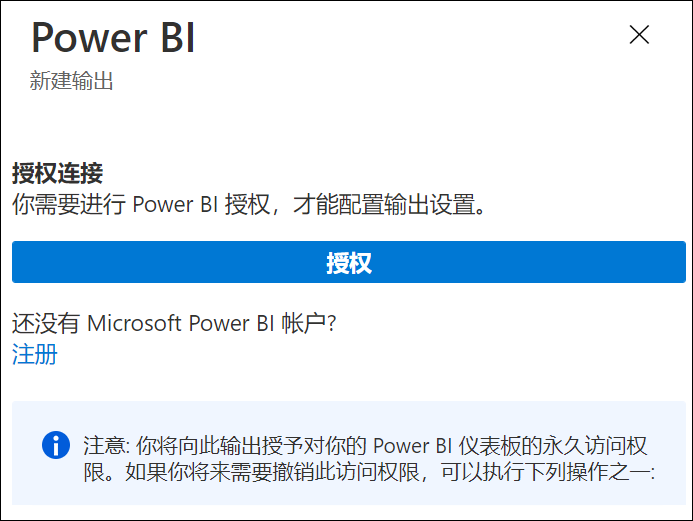 Power BI
新建输出
授权连接
你需要进行 Power BI 授权，才能配置输出设置。
授权
还没有 Microsoft Power BI 帐户?
注册
注意: 你将向此输出授予对你的 Power BI 仪表板的永久访问权
限。如果你将来需要撤销此访问权限，可以执行下列操作之一: